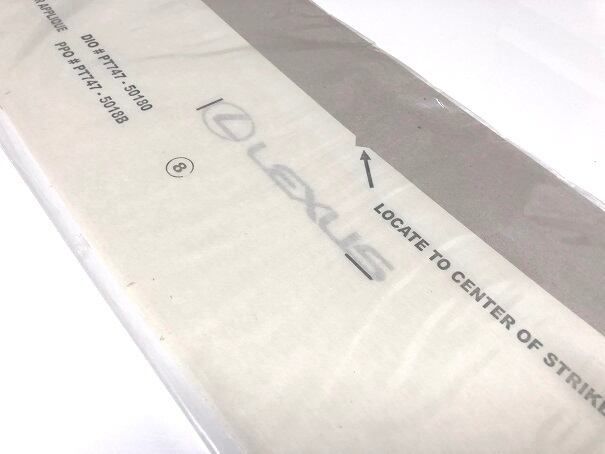 APPLIQUE
DIO # PT747 - 50180
PPO # PT747 - 5018B
8
L LEXUS
LOCATE TO CENTER OF STRIKE